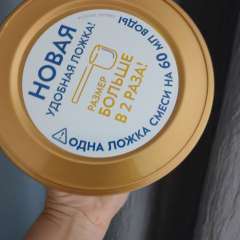 НОВАЯ
УДОБНАЯ ЛОЖКА!
РАЗМЕР
БОЛЬШЕ
В 2 РАЗА!
ОДНА ЛОЖКА СМЕСИ НА 60 МЛ ВОДЫ